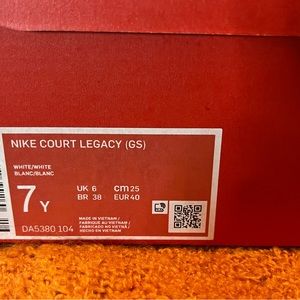 NIKE COURT LEGACY (GS)
WHITE/WHITE
BLANC/BLANC
7 Y
UK 6 cm 25
BR 38 EUR 40
DA5380 104
MADE IN VIETNAM /
FABRIQUÉ AU VIETNAM /
FABRICADO NO VIETNÃ /
HECHO EN VIETNAM